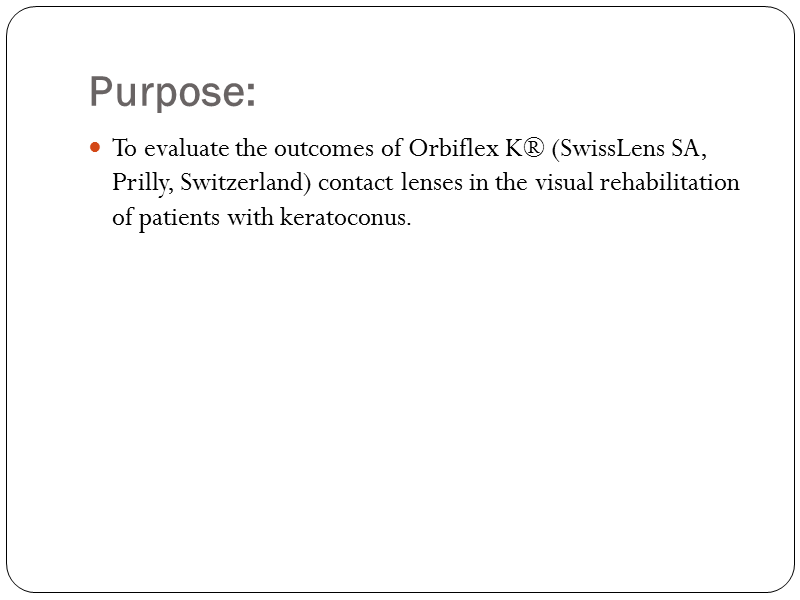 Purpose:
• To evaluate the outcomes of Orbiflex K® (SwissLens SA,
Prilly, Switzerland) contact lenses in the visual rehabilitation
of patients with keratoconus.